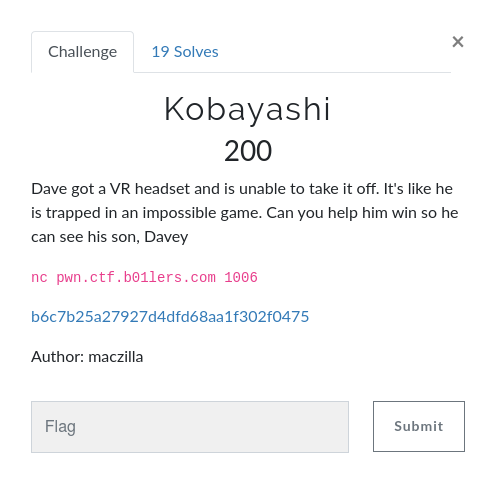 Challenge
19 Solves
×
Kobayashi
200
Dave got a VR headset and is unable to take it off. It's like he
is trapped in an impossible game. Can you help him win so he
can see his son, Davey
nc pwn.ctf.b01lers.com 1006
b6c7b25a27927d4dfd68aa1f302f0475
Author: maczilla
Flag
Submit